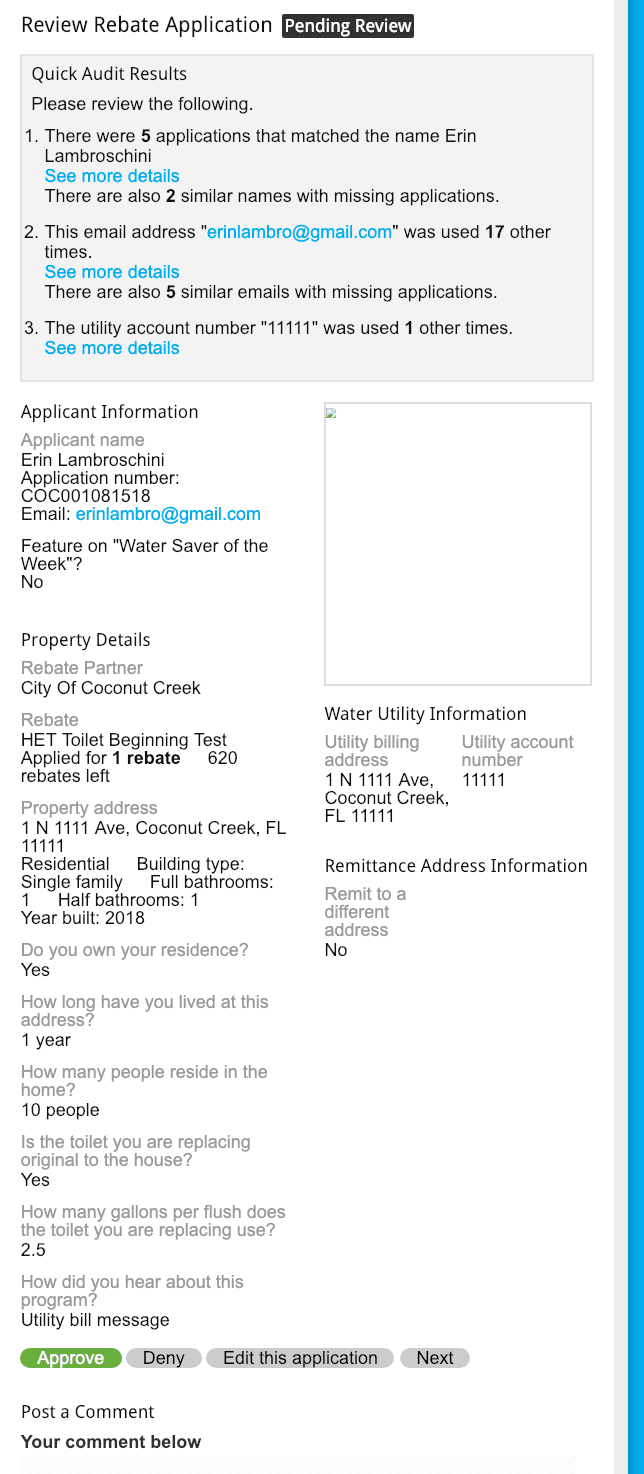 Review Rebate Application Pending Review
Quick Audit Results
Please review the following.
1. There were 5 applications that matched the name Erin
Lambroschini
See more details
There are also 2 similar names with missing applications.
2. This email address "erinlambro@gmail.com" was used 17 other
times.
See more details
There are also 5 similar emails with missing applications.
3. The utility account number "11111" was used 1 other times.
See more details
Applicant Information
Applicant name
Erin Lambroschini
Application number:
COC001081518
Email: erinlambro@gmail.com
Feature on "Water Saver of the
Week"?
No
Property Details
Rebate Partner
City Of Coconut Creek
Rebate
HET Toilet Beginning Test
Applied for 1 rebate 620
rebates left
Property address
1 N 1111 Ave, Coconut Creek, FL
11111
Residential Building type:
Single family Full bathrooms:
1 Half bathrooms: 1
Year built: 2018
Do you own your residence?
Yes
How long have you lived at this
address?
1 year
How many people reside in the
home?
10 people
Is the toilet you are replacing
original to the house?
Yes
How many gallons per flush does
the toilet you are replacing use?
2.5
How did you hear about this
program?
Utility bill message
Water Utility Information
Utility billing
address
1 N 1111 Ave,
Coconut Creek,
FL 11111
Utility account
number
11111
Remittance Address Information
Remit to a
different
address
No
Approve Deny Edit this application Next
Post a Comment
Your comment below